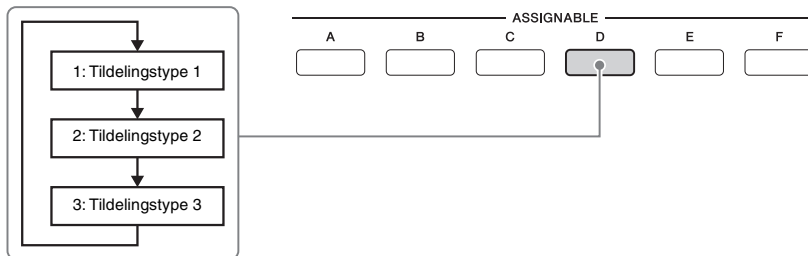 ASSIGNABLE
A B C D E F
1: Tildelingstype 1
2: Tildelingstype 2
3: Tildelingstype 3